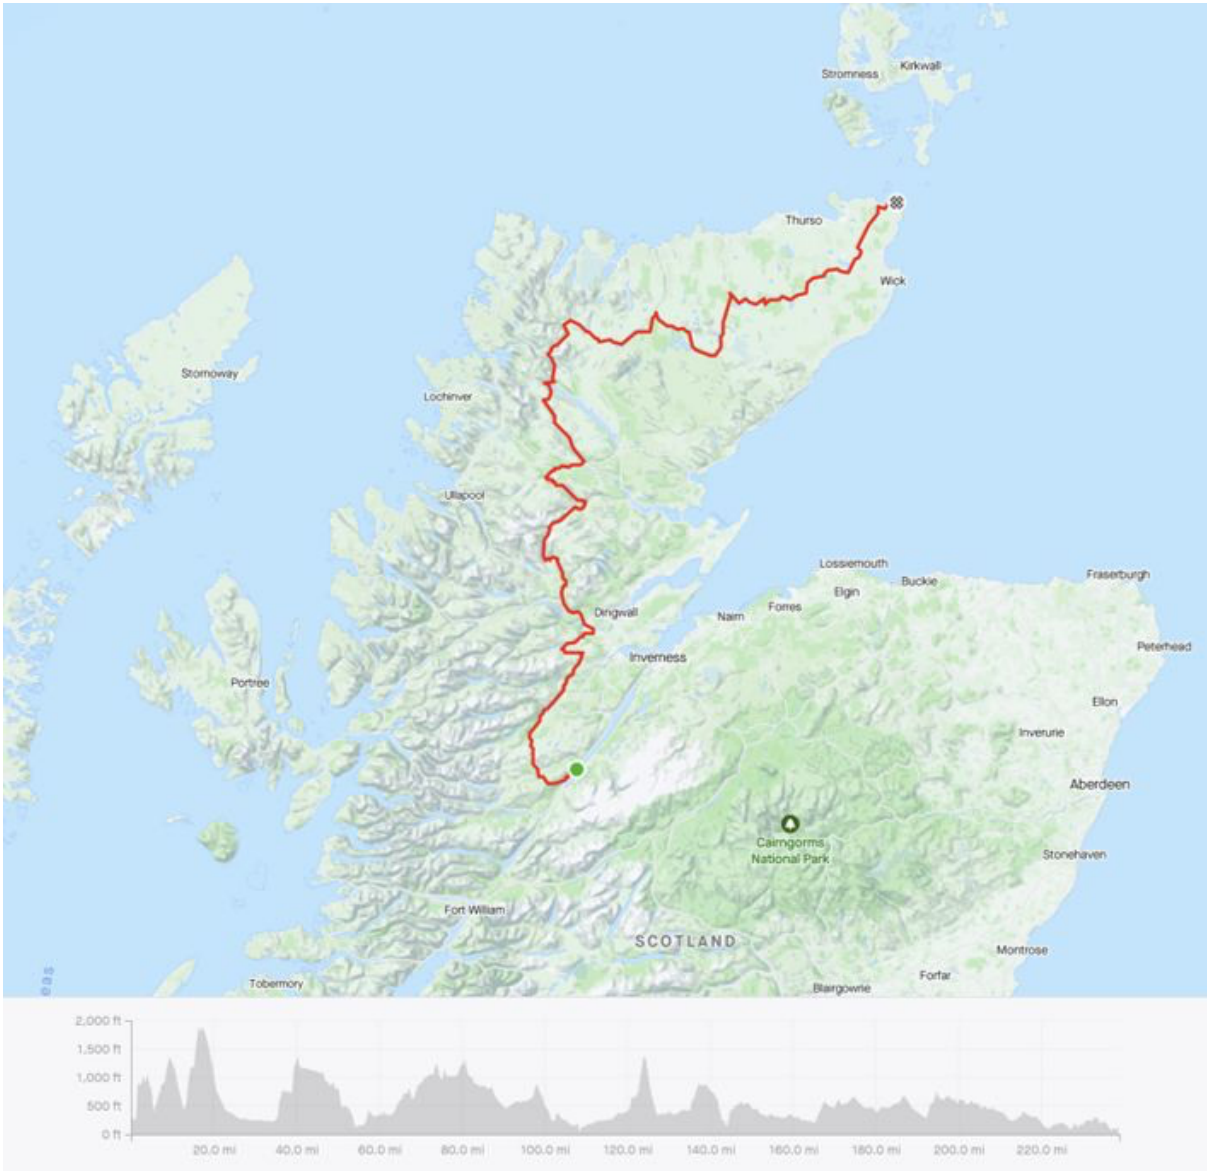 Kirkwall
Stromness
Thurso
Wick
Stornoway
Lochinver
Ullapool
Lossiemouth
Fraserburgh
Buckie
Elgin
Forres
Dingwall
Nairn
Peterhead
Inverness
Portree
Ellon
Inverurie
Aberdeen
Cairngorms
National Park
Stonehaven
Fort William
SCOTLAND
Montrose
Forfar
eas
Tobermory
Blairgowrie
2,000 ft
1,500 ft
1,000 ft
500 ft
0 ft
20.0 mi 40.0 mi 60.0 mi 80.0 mi 100.0 mi 120.0 mi 140.0 mi 160.0 mi 180.0 mi 200.0 mi 220.0 mi